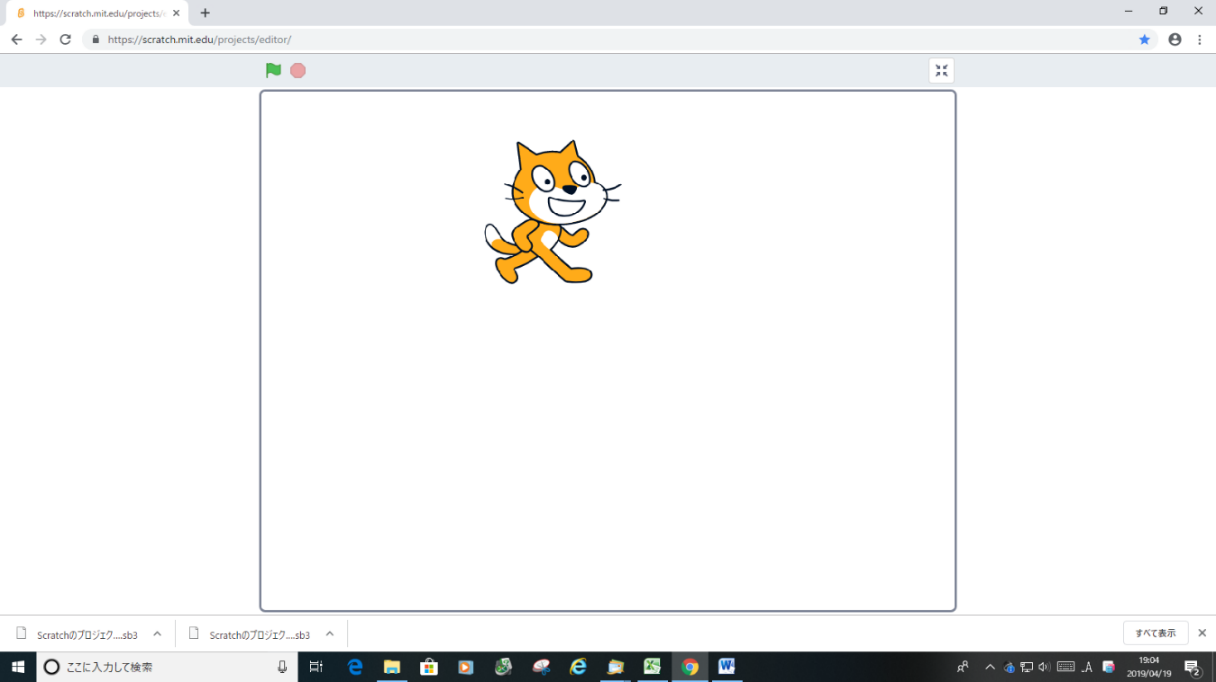 https://scratch.mit.edu/projects/e
https://scratch.mit.edu/projects/editor/
Scratchのプロジェク....sb3
Scratchのプロジェク....sb3
すべて表示
ここに入力して検索
A
19:04
2019/04/19
2